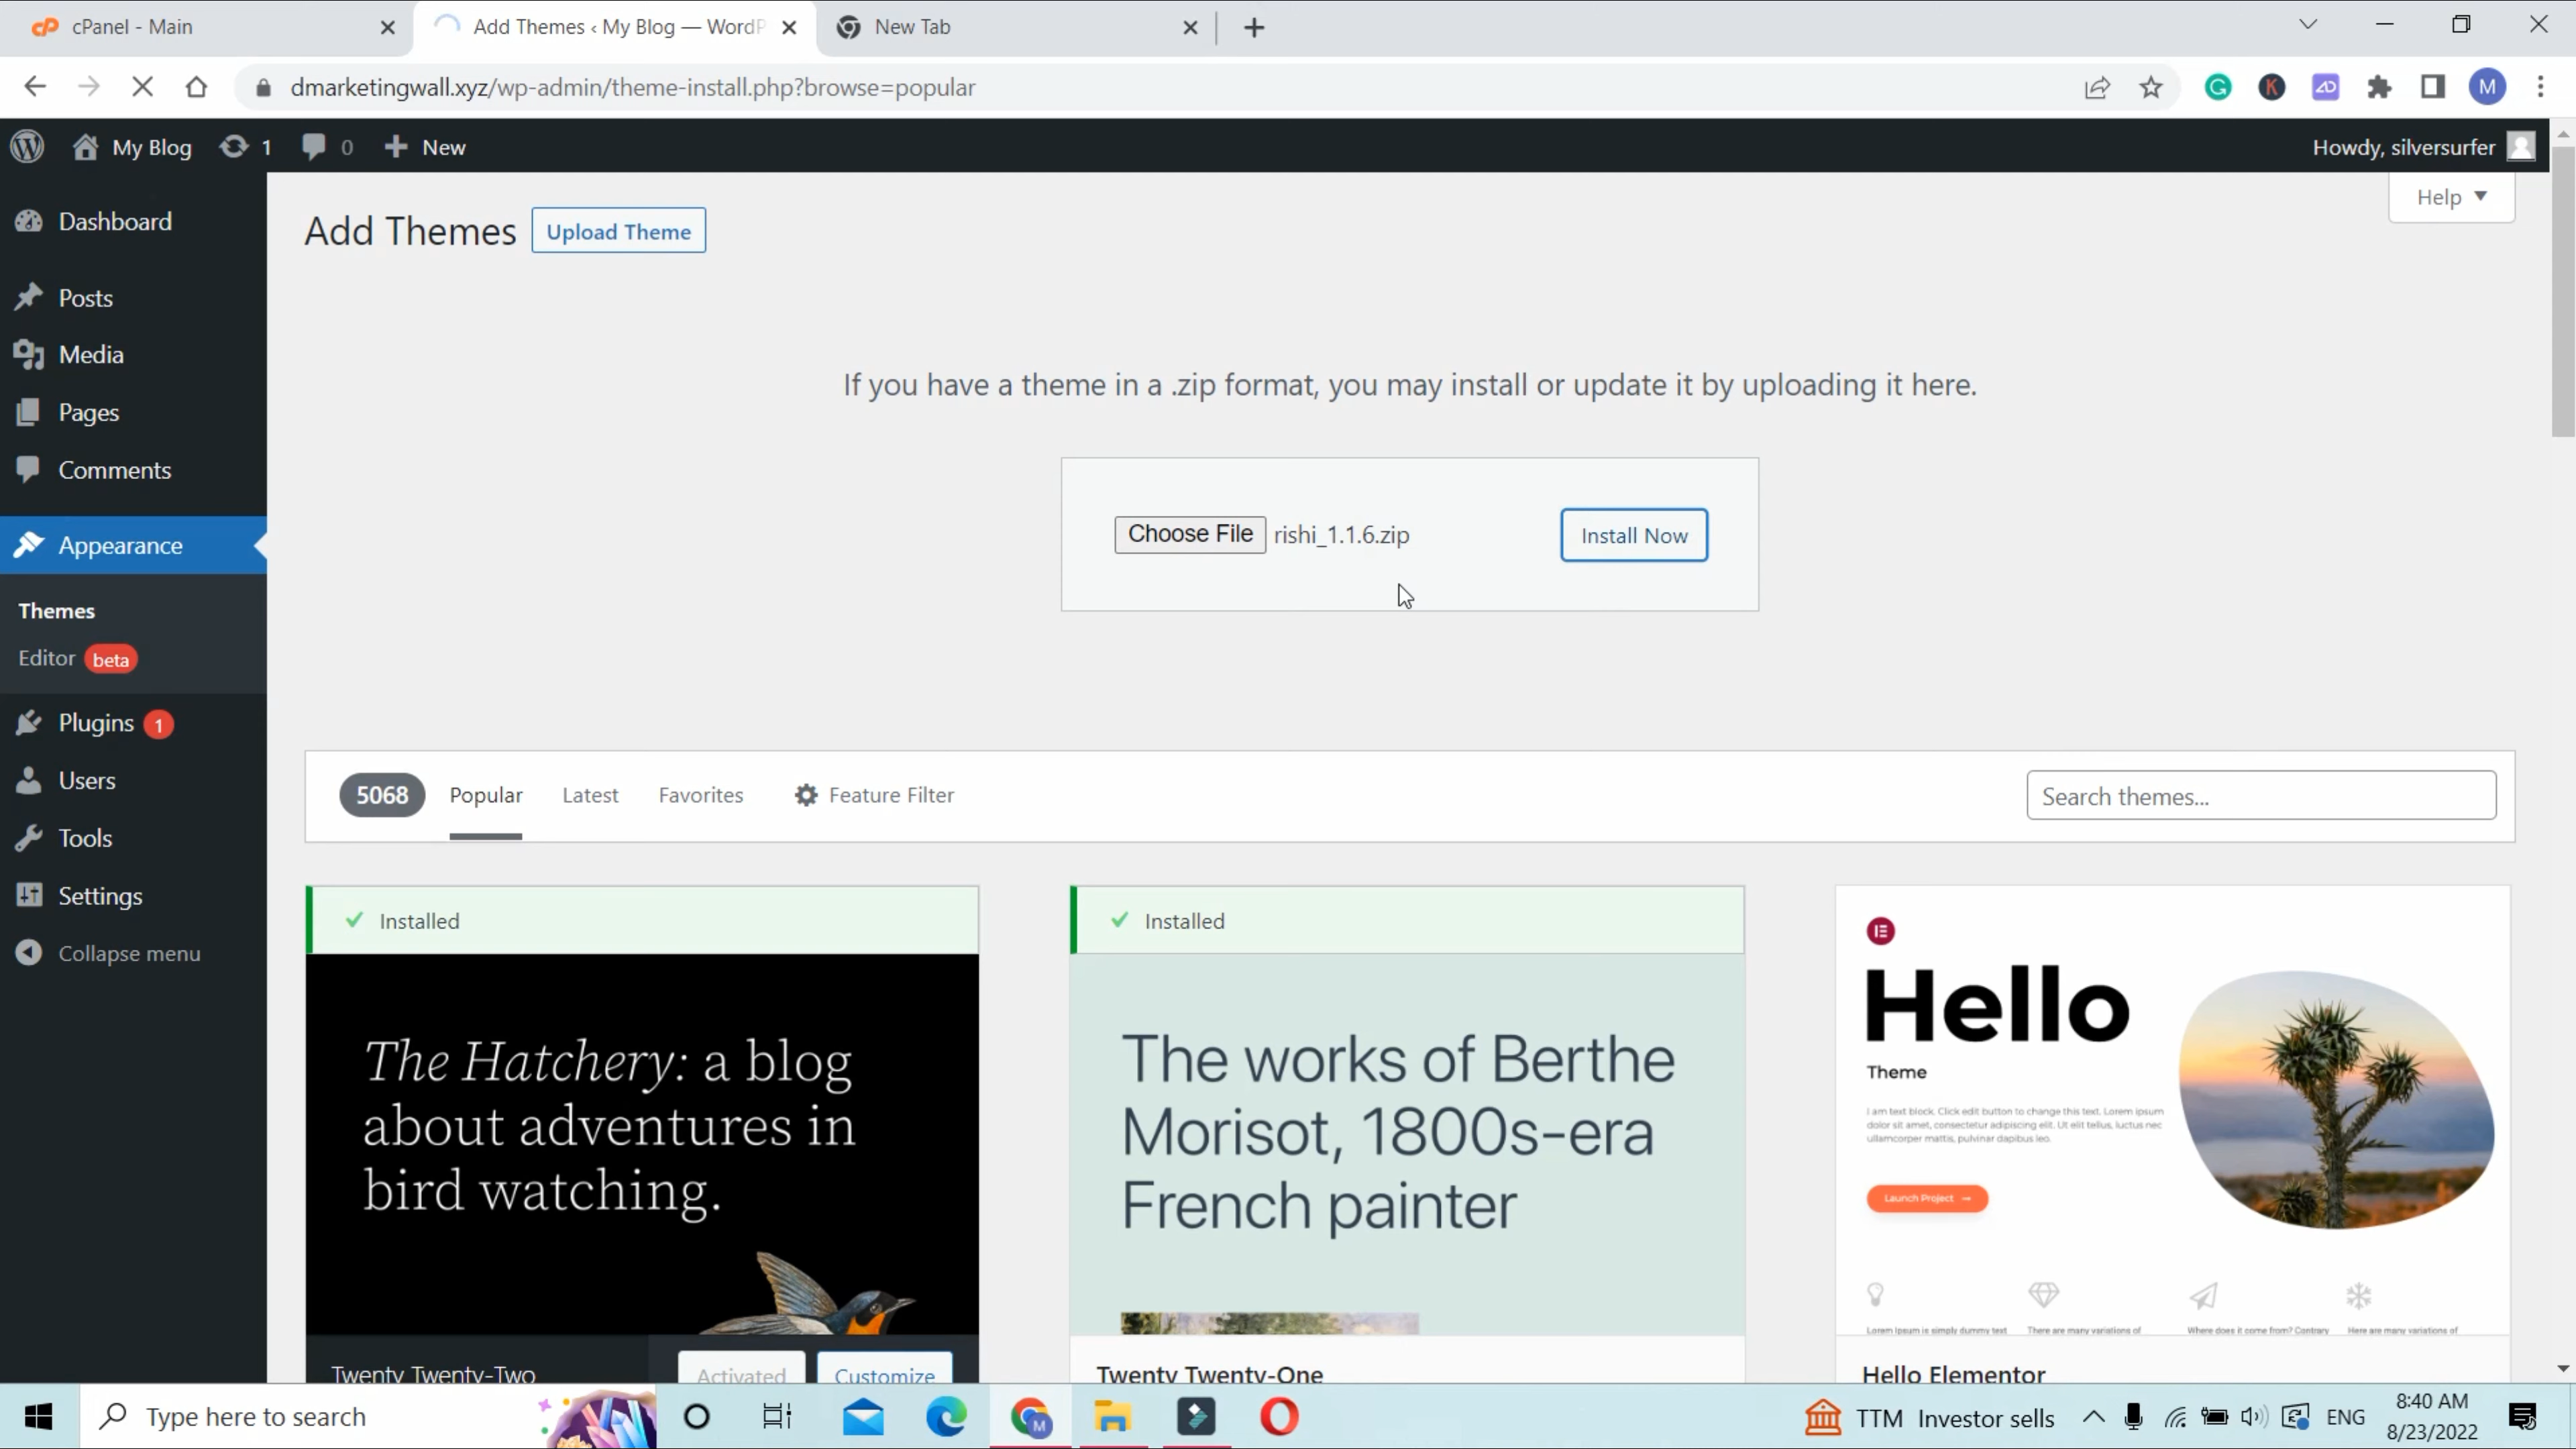 cPanel - Main
Add Themes ‹ My Blog — WordP
New Tab
dmarketingwall.xyz/wp-admin/theme-install.php?browse=popular
M
My Blog
1
0
New
Howdy, silversurfer
Help
Dashboard
Posts
Media
Pages
Comments
Appearance
Themes
Editor beta
Plugins 1
Users
Tools
Settings
Collapse menu
Add Themes
Upload Theme
If you have a theme in a .zip format, you may install or update it by uploading it here.
Choose File rishi_1.1.6.zip
Install Now
5068
Popular
Latest
Favorites
Feature Filter
Search themes...
Installed
The Hatchery: a blog
about adventures in
bird watching.
Twenty Twenty-Two
Activated
Customize
Installed
The works of Berthe
Morisot, 1800s-era
French painter
Twenty Twenty-One
Hello
Theme
I am text block. Click edit button to change this text. Lorem ipsum
dolor sit amet, consectetur adipiscing elit. Ut elit tellus, luctus nec
ullamcorper mattis, pulvinar dapibus leo.
Launch Project →
Lorem Ipsum is simply dummy text
There are many variations of
Where does it come from? Contrary
Here are many variations of
Hello Elementor
Type here to search
M
TTM Investor sells
ENG
8:40 AM
8/23/2022